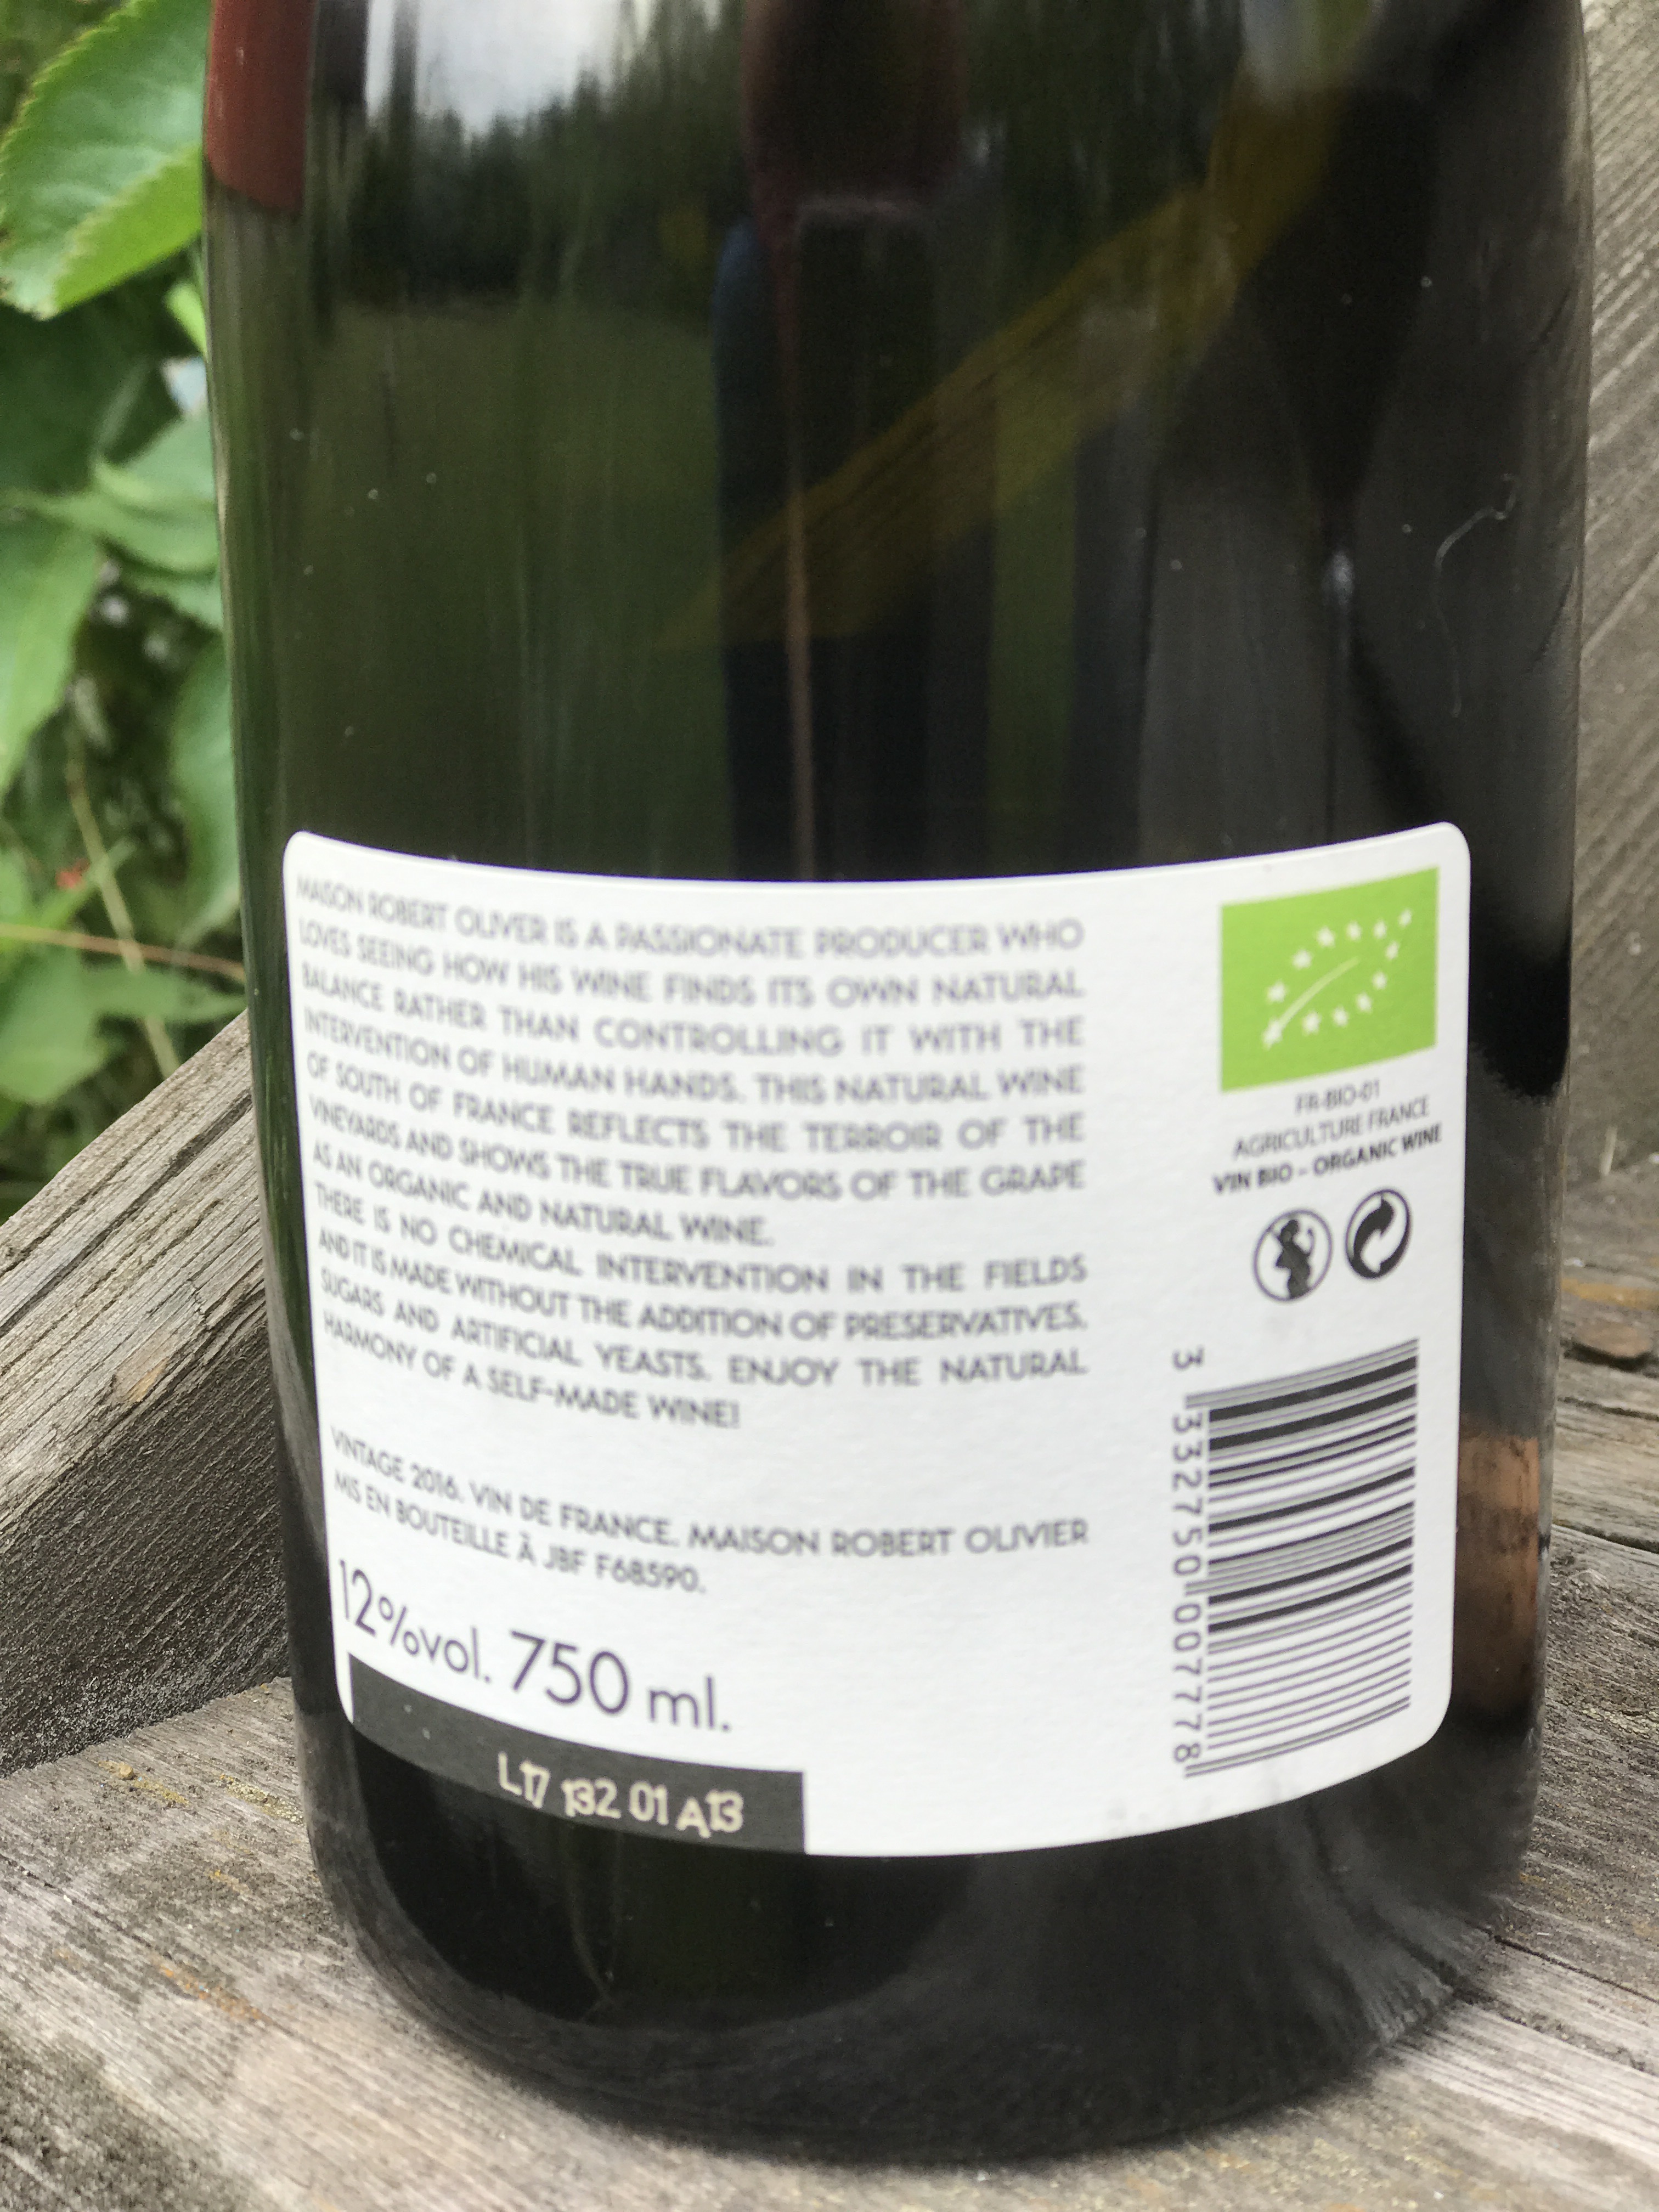 MAISON ROBERT OLIVER IS A PASSIONATE PRODUCER WHO
LOVES SEEING HOW HIS WINE FINDS ITS OWN NATURAL
BALANCE RATHER THAN CONTROLLING IT WITH THE
INTERVENTION OF HUMAN HANDS. THIS NATURAL WINE
OF SOUTH OF FRANCE REFLECTS THE TERROIR OF THE
VINEYARDS AND SHOWS THE TRUE FLAVORS OF THE GRAPE
AS AN ORGANIC AND NATURAL WINE.
THERE IS NO CHEMICAL INTERVENTION IN THE FIELDS
AND IT IS MADE WITHOUT THE ADDITION OF PRESERVATIVES,
SUGARS AND ARTIFICIAL YEASTS. ENJOY THE NATURAL
HARMONY OF A SELF-MADE WINE!
VINTAGE 2016. VIN DE FRANCE. MAISON ROBERT OLIVIER
MIS EN BOUTEILLE À JBF F68590.
12%vol. 750 ml.
L17 132 01 A13
FR-BIO-01
AGRICULTURE FRANCE
VIN BIO - ORGANIC WINE
3 332750 007778